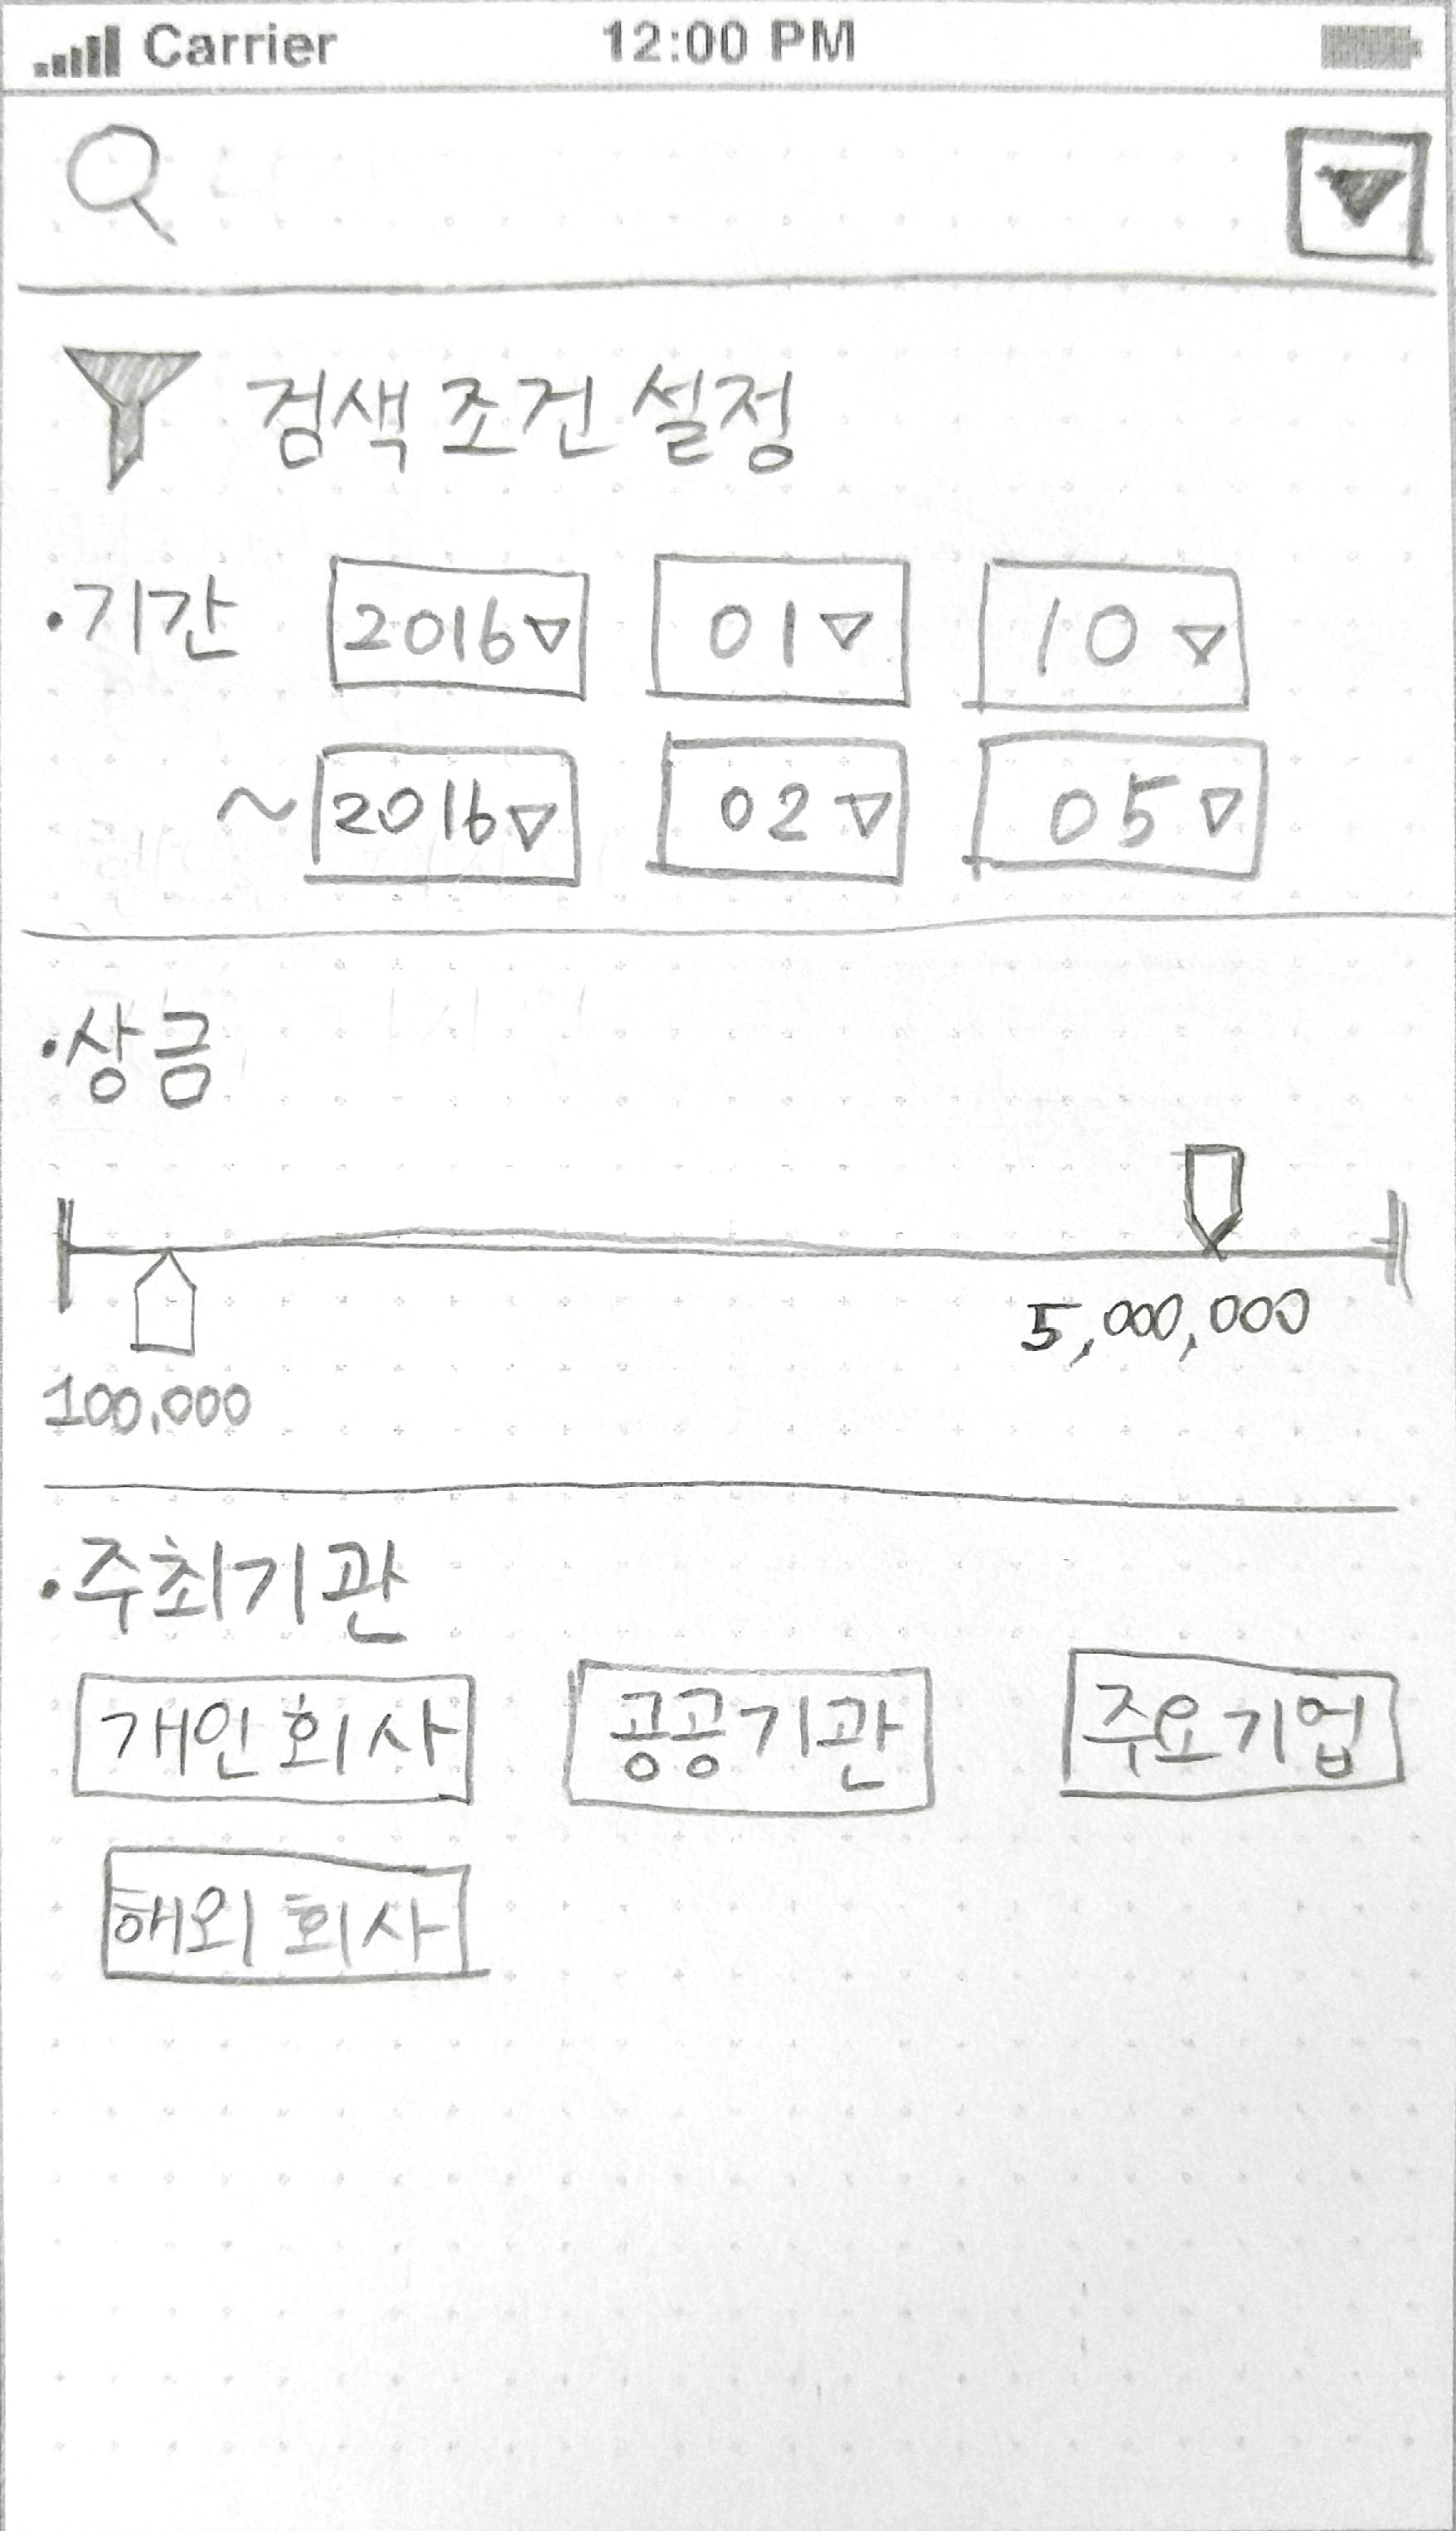 Carrier 12:00 PM
검색 조건 설정
·기간 2016 01 10
~ 2016 02 05
·상금
5,000,000
100,000
·주최기관
개인회사 공공기관 주요기업
해외회사